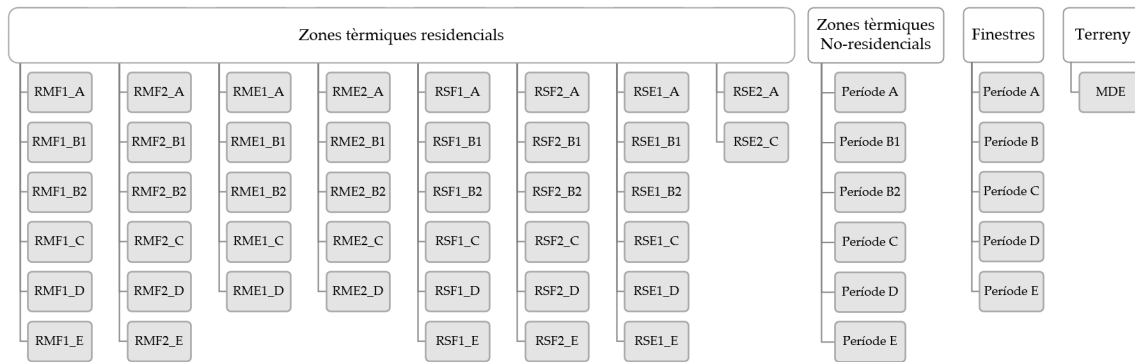 Zones tèrmiques residencials
Zones tèrmiques
No-residencials
Finestres
Terreny
RMF1_A
RMF2_A
RME1_A
RME2_A
RSF1_A
RSF2_A
RSE1_A
RSE2_A
Període A
Període A
MDE
RMF1_B1
RMF2_B1
RME1_B1
RME2_B1
RSF1_B1
RSF2_B1
RSE1_B1
RSE2_C
Període B1
Període B
RMF1_B2
RMF2_B2
RME1_B2
RME2_B2
RSF1_B2
RSF2_B2
RSE1_B2
Període B2
Període C
RMF1_C
RMF2_C
RME1_C
RME2_C
RSF1_C
RSF2_C
RSE1_C
Període C
Període D
RMF1_D
RMF2_D
RME1_D
RME2_D
RSF1_D
RSF2_D
RSE1_D
Període D
Període E
RMF1_E
RMF2_E
RSF1_E
RSF2_E
RSE1_E
Període E